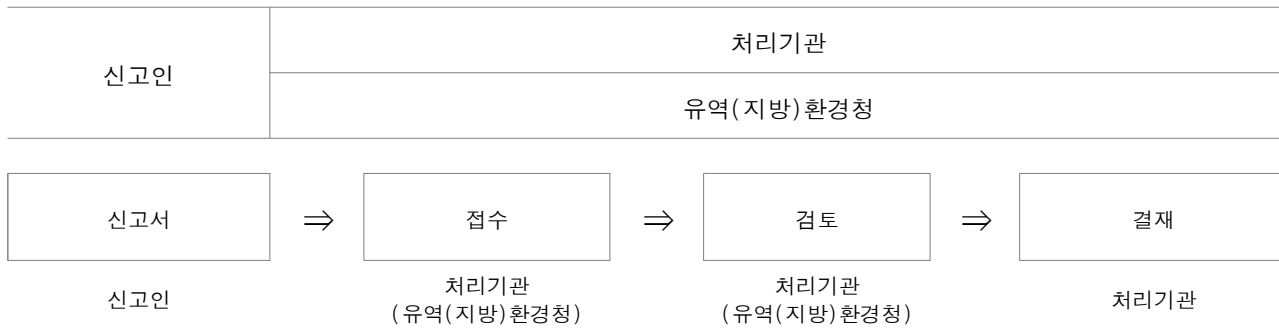 신고인
처리기관
유역(지방)환경청
신고서 ⇒ 접수 ⇒ 검토 ⇒ 결재
신고인
처리기관
(유역(지방)환경청)
처리기관
(유역(지방)환경청)
처리기관